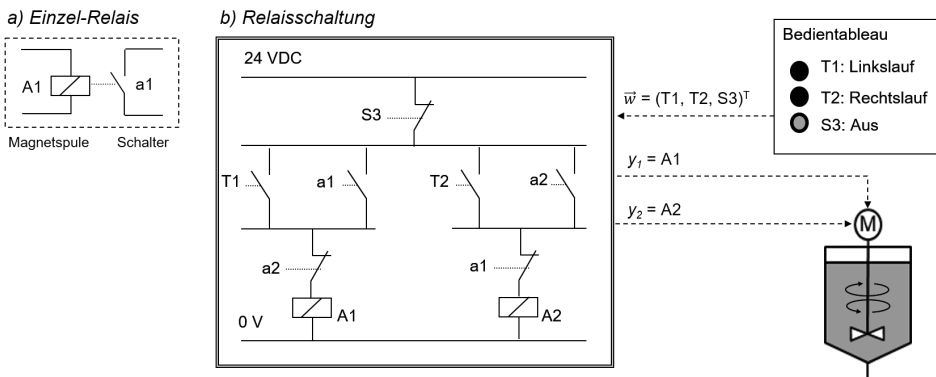 a) Einzel-Relais
A1
a1
Magnetspule
Schalter
b) Relaisschaltung
24 VDC
S3
T1
a1
T2
a2
a2
a1
A1
A2
0 V
w⃗ = (T1, T2, S3)ᵀ
y₁ = A1
y₂ = A2
Bedientableau
T1: Linkslauf
T2: Rechtslauf
S3: Aus
M